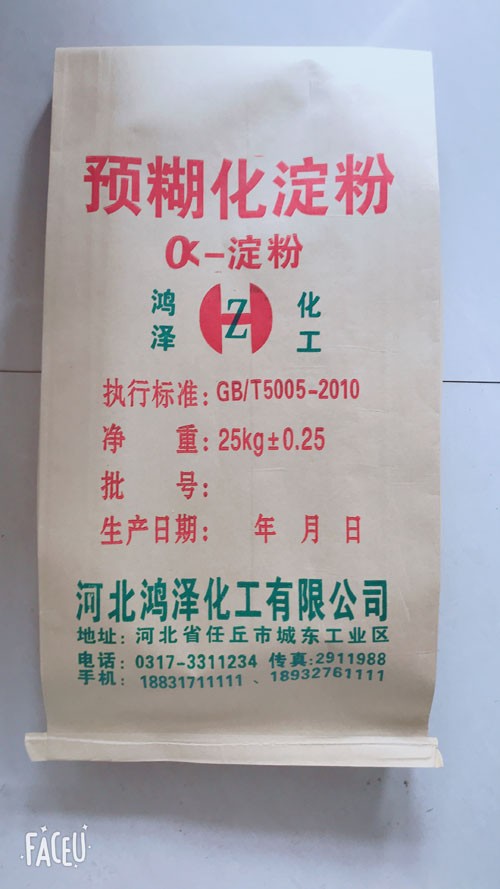 预糊化淀粉
α-淀粉
鸿泽 HZ 化工
执行标准：GB/T5005-2010
净 重：25kg±0.25
批 号：
生产日期： 年 月 日
河北鸿泽化工有限公司
地址：河北省任丘市城东工业区
电话：0317-3311234 传真：2911988
手机：18831711111、18932761111
FACEU